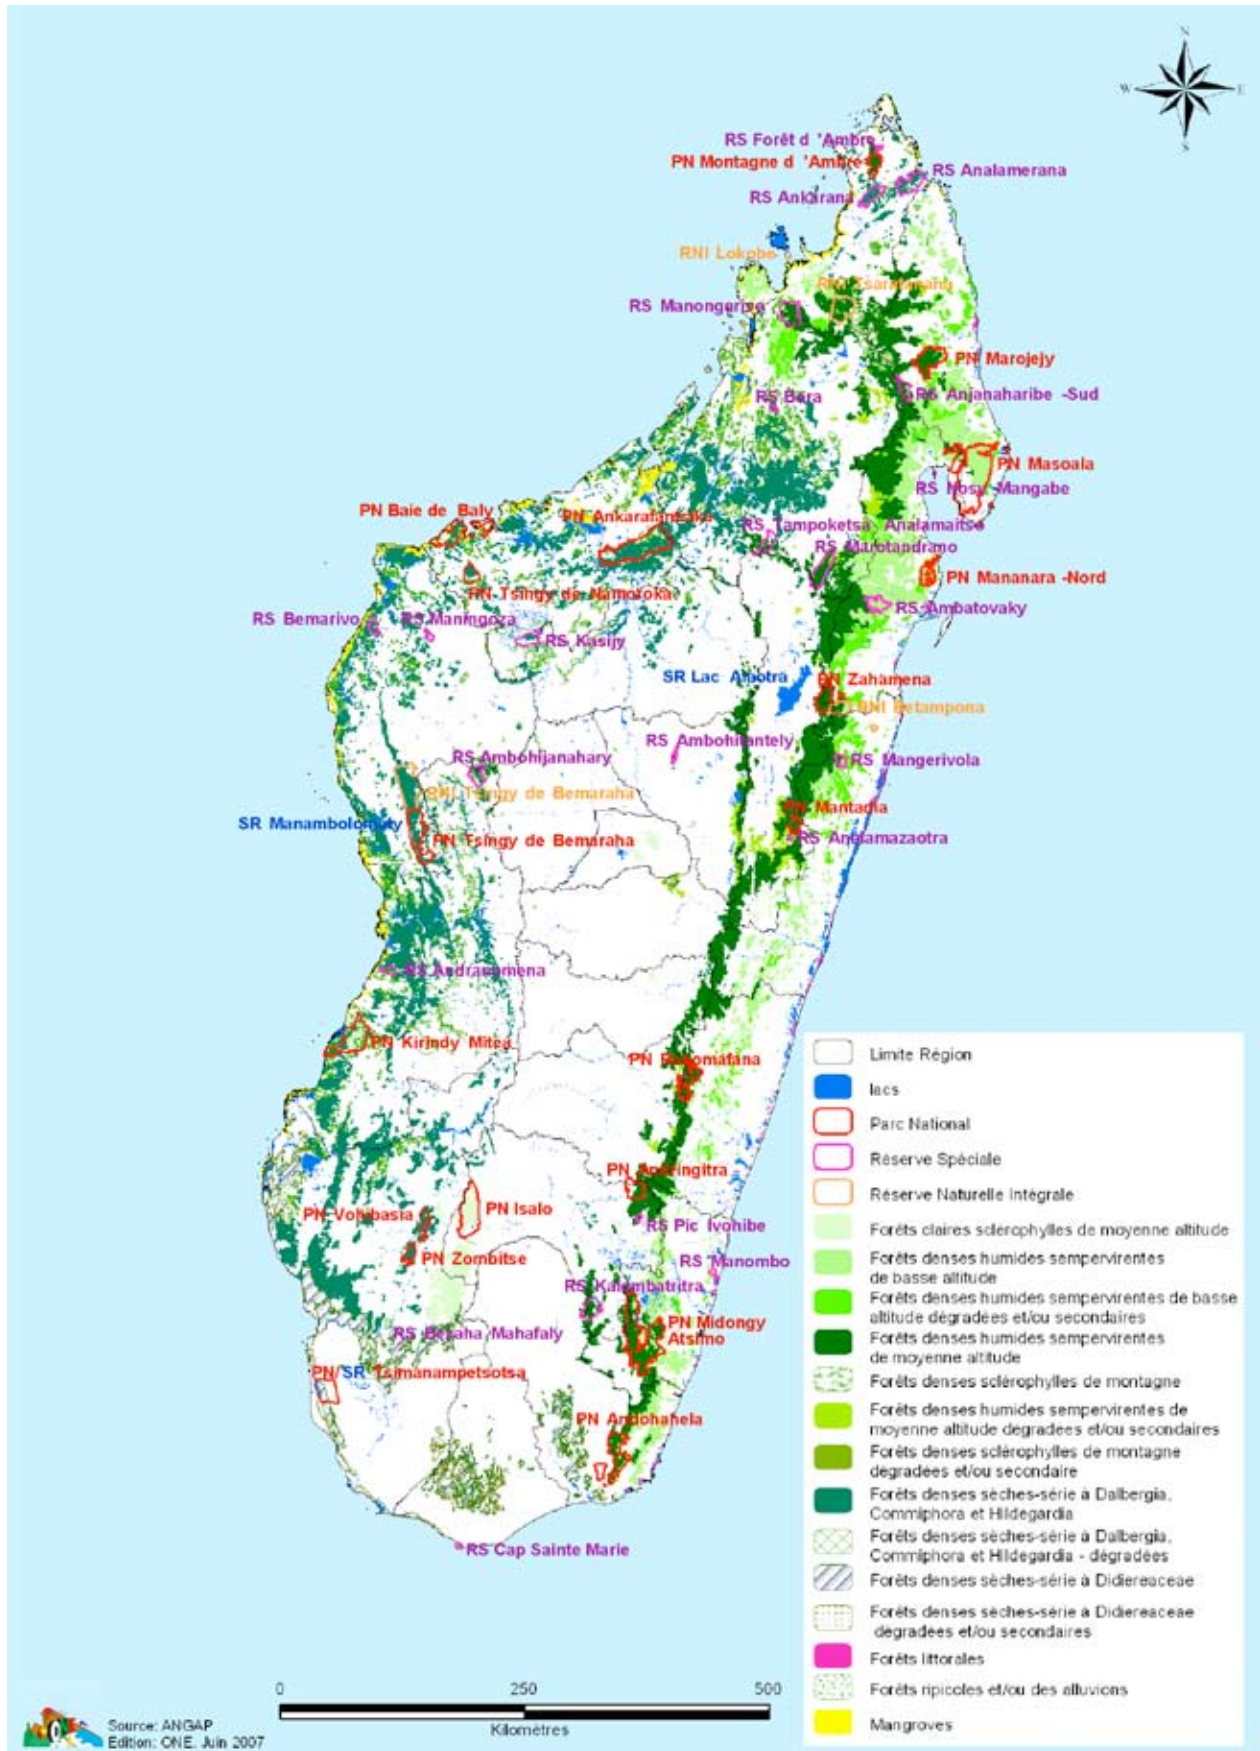 N
W E
S
RS Forêt d 'Ambre
PN Montagne d 'Ambre
RS Analamerana
RS Ankarana
RNI Lokobe
RNI Tsaratanana
RS Manongarivo
PN Marojejy
RS Anjanaharibe -Sud
RS Bora
PN Masoala
RS Nosy Mangabe
PN Baie de Baly
PN Ankarafantsika
RS Tampoketsa Analamaitso
RS Marotandrano
PN Mananara -Nord
PN Tsingy de Namoroka
RS Ambatovaky
RS Bemarivo
RS Maningoza
RS Kasijy
SR Lac Alaotra
PN Zahamena
RNI Betampona
RS Ambohitantely
RS Mangerivola
RS Ambohijanahary
RNI Tsingy de Bemaraha
PN Mantadia
SR Manambolomaty
PN Tsingy de Bemaraha
RS Analamazaotra
RS Andranomena
PN Kirindy Mitea
PN Ranomafana
PN Andringitra
PN Vohibasia
PN Isalo
RS Pic Ivohibe
PN Zombitse
RS Manombo
RS Kalambatritra
RS Bezaha Mahafaly
PN Midongy
Atsimo
PN/SR Tsimanampetsotsa
PN Andohahela
RS Cap Sainte Marie
Limite Région
lacs
Parc National
Réserve Spéciale
Réserve Naturelle Intégrale
Forêts claires sclérophylles de moyenne altitude
Forêts denses humides sempervirentes
de basse altitude
Forêts denses humides sempervirentes de basse
altitude dégradées et/ou secondaires
Forêts denses humides sempervirentes
de moyenne altitude
Forêts denses sclérophylles de montagne
Forêts denses humides sempervirentes de
moyenne altitude dégradées et/ou secondaires
Forêts denses sclérophylles de montagne
dégradées et/ou secondaire
Forêts denses sèches-série à Dalbergia,
Commiphora et Hildegardia
Forêts denses sèches-série à Dalbergia,
Commiphora et Hildegardia - dégradées
Forêts denses sèches-série à Didiereaceae
Forêts denses sèches-série à Didiereaceae
dégradées et/ou secondaires
Forêts littorales
Forêts ripicoles et/ou des alluvions
Mangroves
0 250 500
Kilomètres
Source: ANGAP
Edition: ONE, Juin 2007